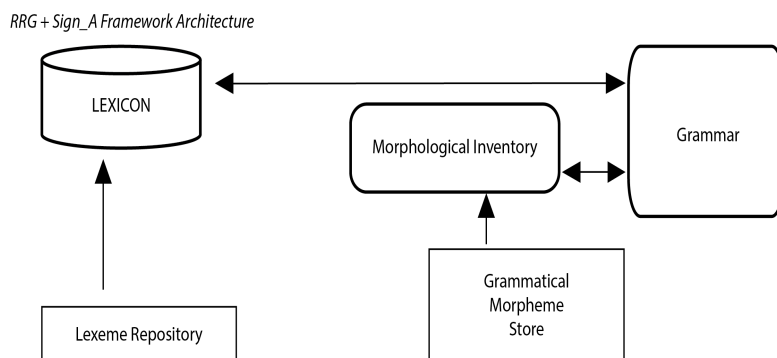 RRG + Sign_A Framework Architecture
LEXICON
Morphological Inventory
Grammar
Grammatical
Morpheme
Store
Lexeme Repository